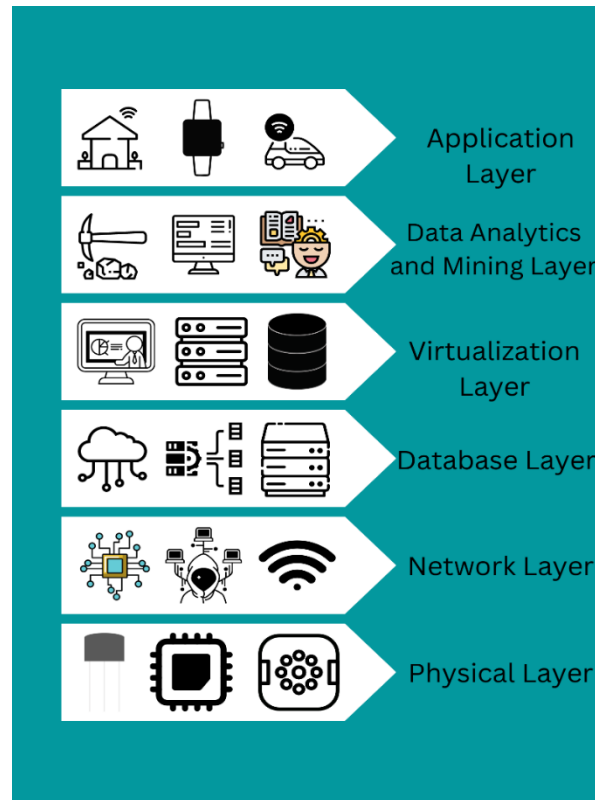 Application
Layer
Data Analytics
and Mining Layer
Virtualization
Layer
Database Layer
Network Layer
Physical Layer